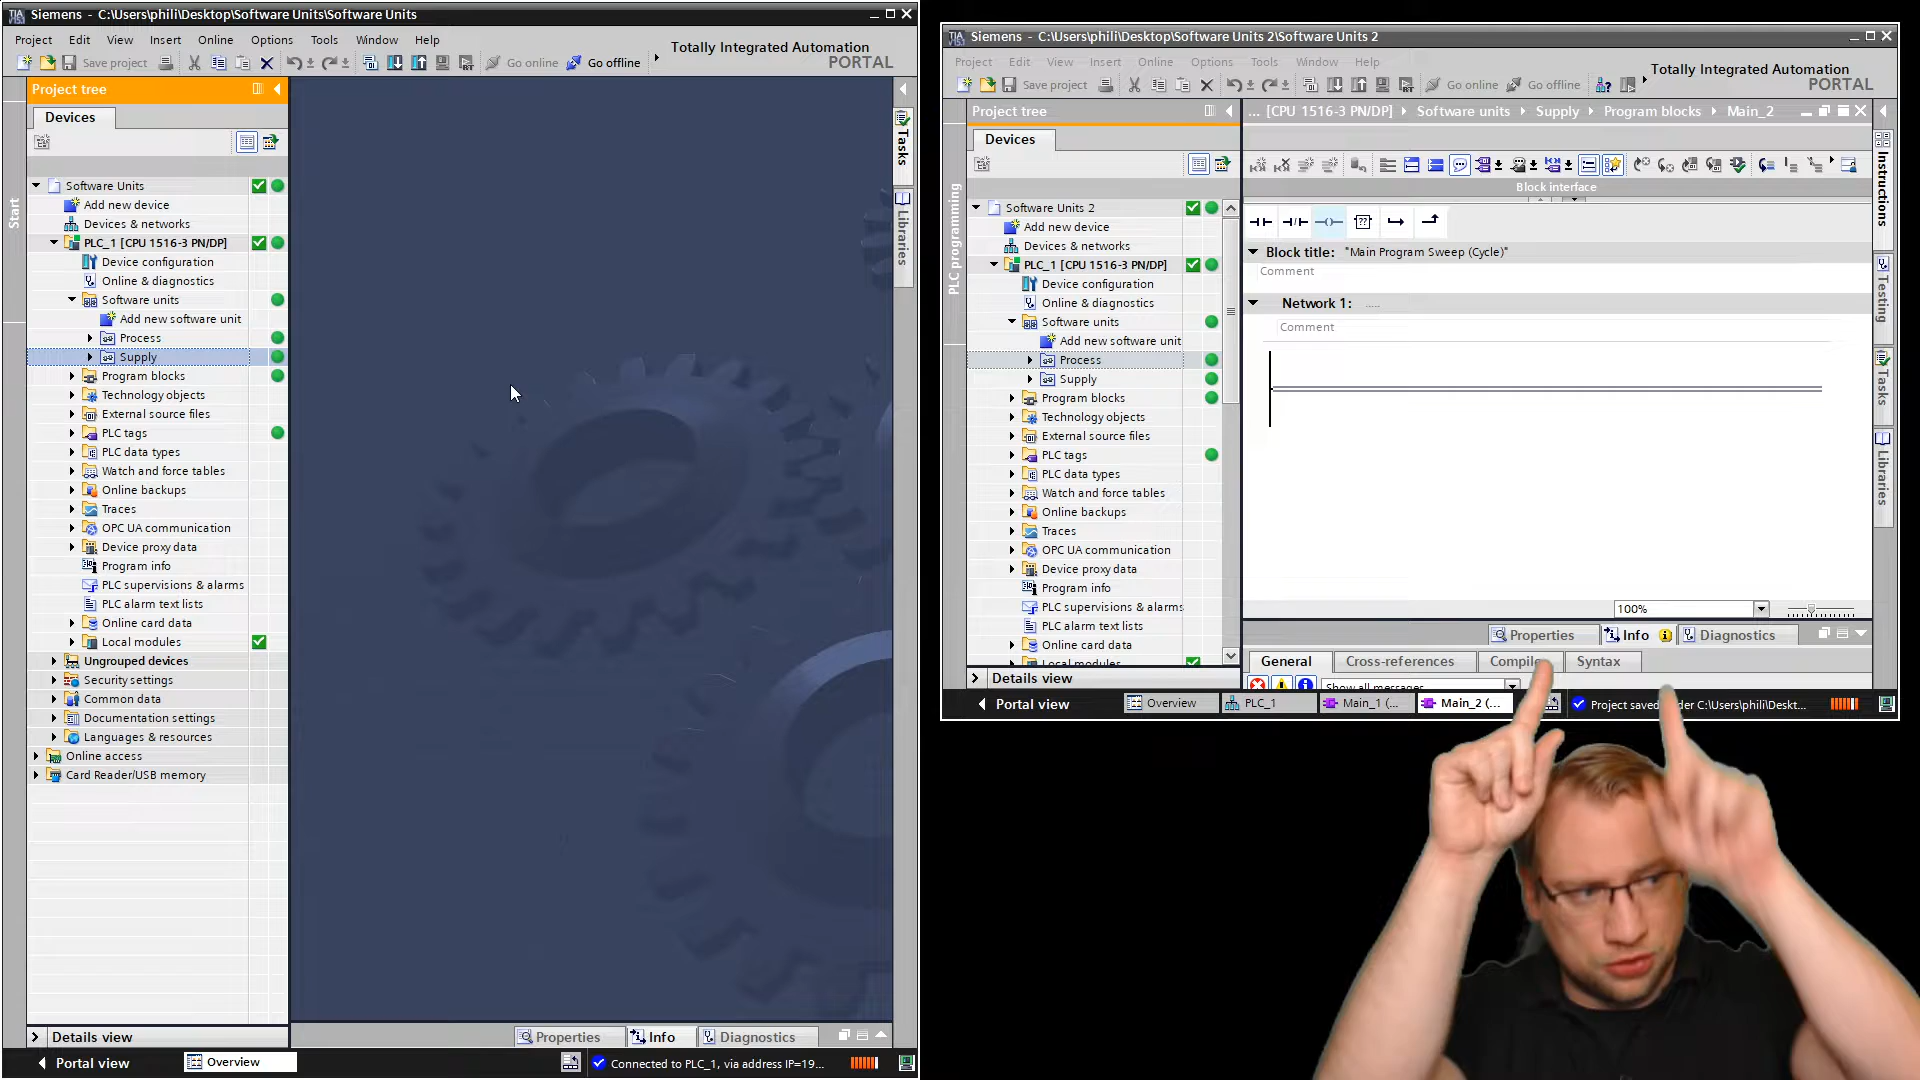 Siemens - C:\Users\phili\Desktop\Software Units\Software Units
Project Edit View Insert Online Options Tools Window Help
Totally Integrated Automation
PORTAL
Save project
Go online
Go offline
Project tree
Devices
Start
Tasks
Libraries
Software Units
Add new device
Devices & networks
PLC_1 [CPU 1516-3 PN/DP]
Device configuration
Online & diagnostics
Software units
Add new software unit
Process
Supply
Program blocks
Technology objects
External source files
PLC tags
PLC data types
Watch and force tables
Online backups
Traces
OPC UA communication
Device proxy data
Program info
PLC supervisions & alarms
PLC alarm text lists
Online card data
Local modules
Ungrouped devices
Security settings
Common data
Documentation settings
Languages & resources
Online access
Card Reader/USB memory
Details view
Properties
Info
Diagnostics
Portal view
Overview
Connected to PLC_1, via address IP=19...
Siemens - C:\Users\phili\Desktop\Software Units 2\Software Units 2
Project Edit View Insert Online Options Tools Window Help
Totally Integrated Automation
PORTAL
Save project
Go online
Go offline
Project tree
Devices
PLC programming
Software Units 2
Add new device
Devices & networks
PLC_1 [CPU 1516-3 PN/DP]
Device configuration
Online & diagnostics
Software units
Add new software unit
Process
Supply
Program blocks
Technology objects
External source files
PLC tags
PLC data types
Watch and force tables
Online backups
Traces
OPC UA communication
Device proxy data
Program info
PLC supervisions & alarms
PLC alarm text lists
Online card data
Local modules
Details view
... [CPU 1516-3 PN/DP] Software units Supply Program blocks Main_2
Block interface
Block title: "Main Program Sweep (Cycle)"
Comment
Network 1: .....
Comment
100%
Properties
Info
Diagnostics
General
Cross-references
Compile
Syntax
Show all messages
Instructions
Testing
Tasks
Libraries
Portal view
Overview
PLC_1
Main_1 (...
Main_2 (...
Project saved C:\Users\phili\Deskt...